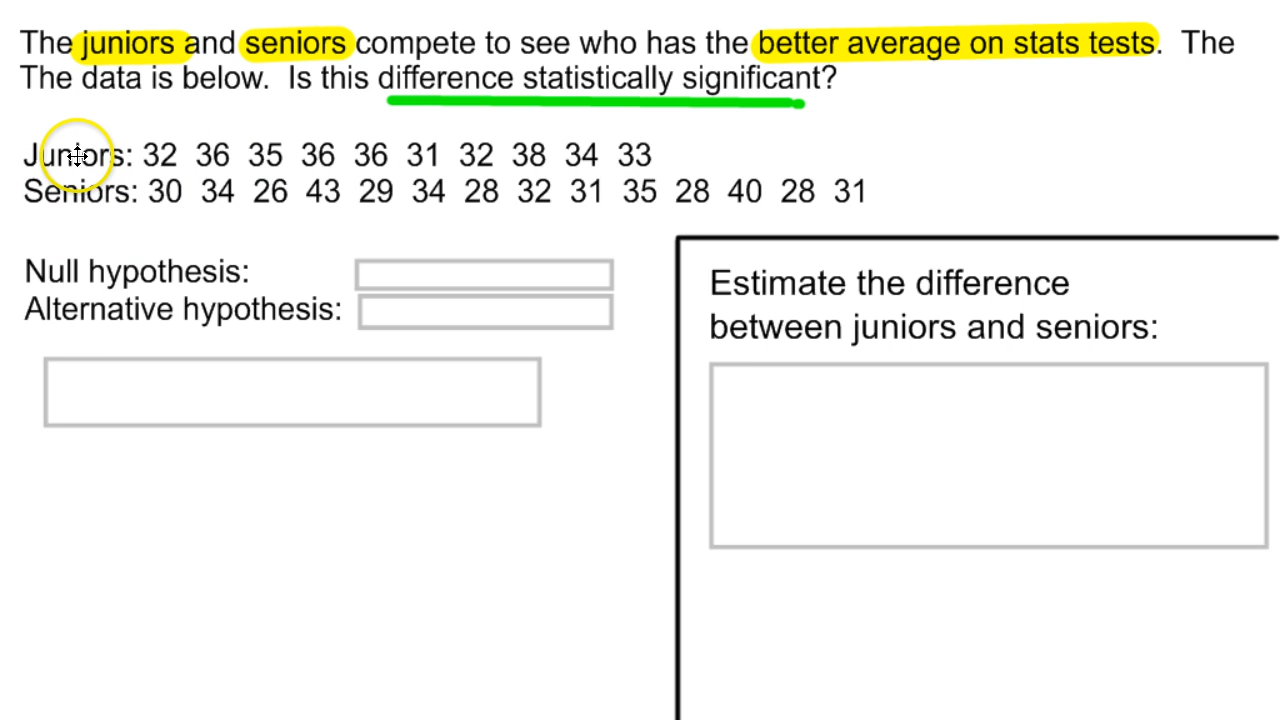 The juniors and seniors compete to see who has the better average on stats tests.  The
The data is below.  Is this difference statistically significant?
Juniors: 32  36  35  36  36  31  32  38  34  33
Seniors: 30  34  26  43  29  34  28  32  31  35  28  40  28  31
Null hypothesis:
Alternative hypothesis:
Estimate the difference
between juniors and seniors: